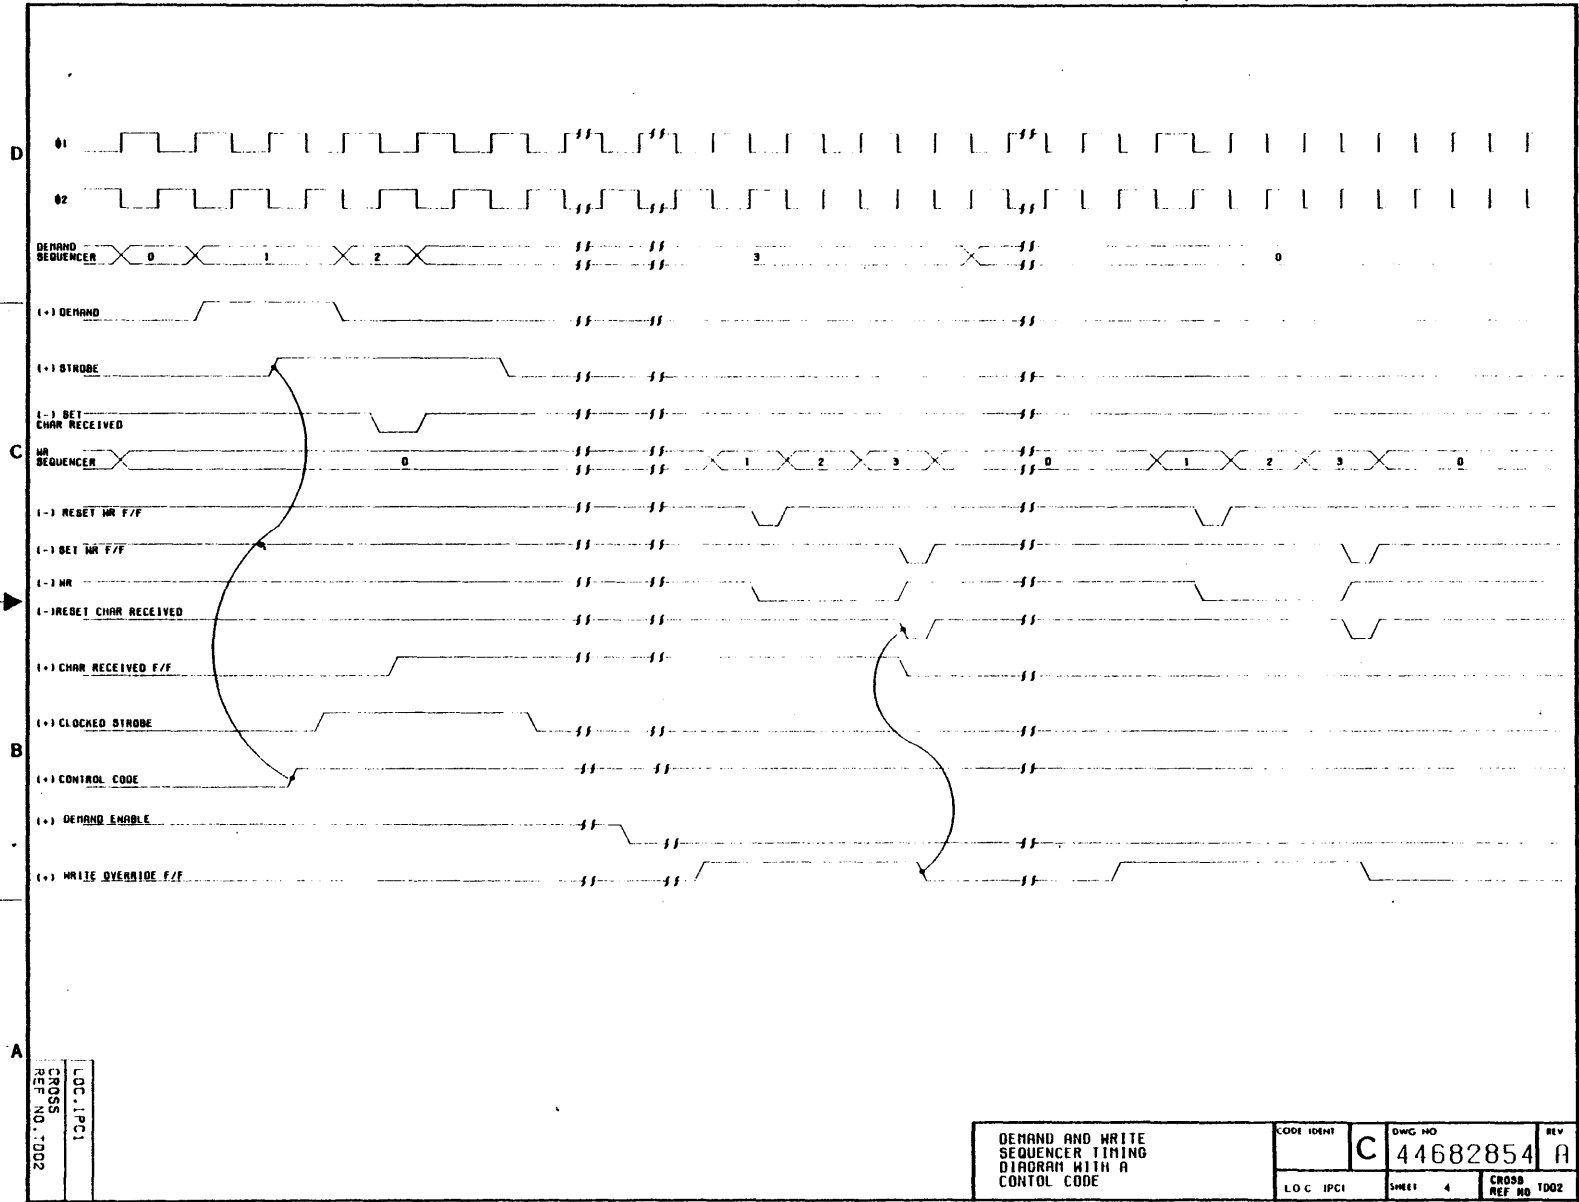 D
ϕ1
ϕ2
DEMAND
SEQUENCER
0 1 2 3 0
(+) DEMAND
(+) STROBE
(-) SET
CHAR RECEIVED
C
WR
SEQUENCER
0 1 2 3 0 1 2 3 0
(-) RESET WR F/F
(-) SET WR F/F
(-) WR
(-)RESET CHAR RECEIVED
(+) CHAR RECEIVED F/F
(+) CLOCKED STROBE
B
(+) CONTROL CODE
(+) DEMAND ENABLE
(+) WRITE OVERRIDE F/F
A
LOC.IPC1
CROSS
REF NO.TD02
DEMAND AND WRITE
SEQUENCER TIMING
DIAGRAM WITH A
CONTOL CODE
CODE IDENT
C
DWG NO
44682854
REV
A
LOC IPC1
SHEET 4
CROSS
REF NO TD02